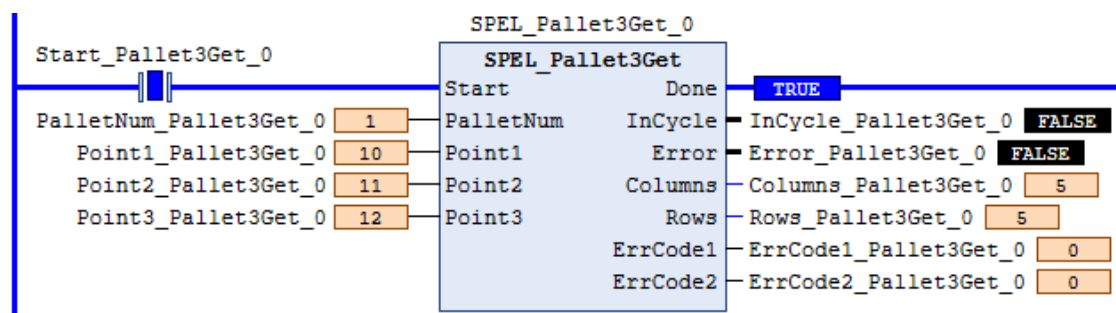 SPEL_Pallet3Get_0
Start_Pallet3Get_0
SPEL_Pallet3Get
Start Done TRUE
PalletNum_Pallet3Get_0 1 PalletNum InCycle InCycle_Pallet3Get_0 FALSE
Point1_Pallet3Get_0 10 Point1 Error Error_Pallet3Get_0 FALSE
Point2_Pallet3Get_0 11 Point2 Columns Columns_Pallet3Get_0 5
Point3_Pallet3Get_0 12 Point3 Rows Rows_Pallet3Get_0 5
ErrCode1 ErrCode1_Pallet3Get_0 0
ErrCode2 ErrCode2_Pallet3Get_0 0